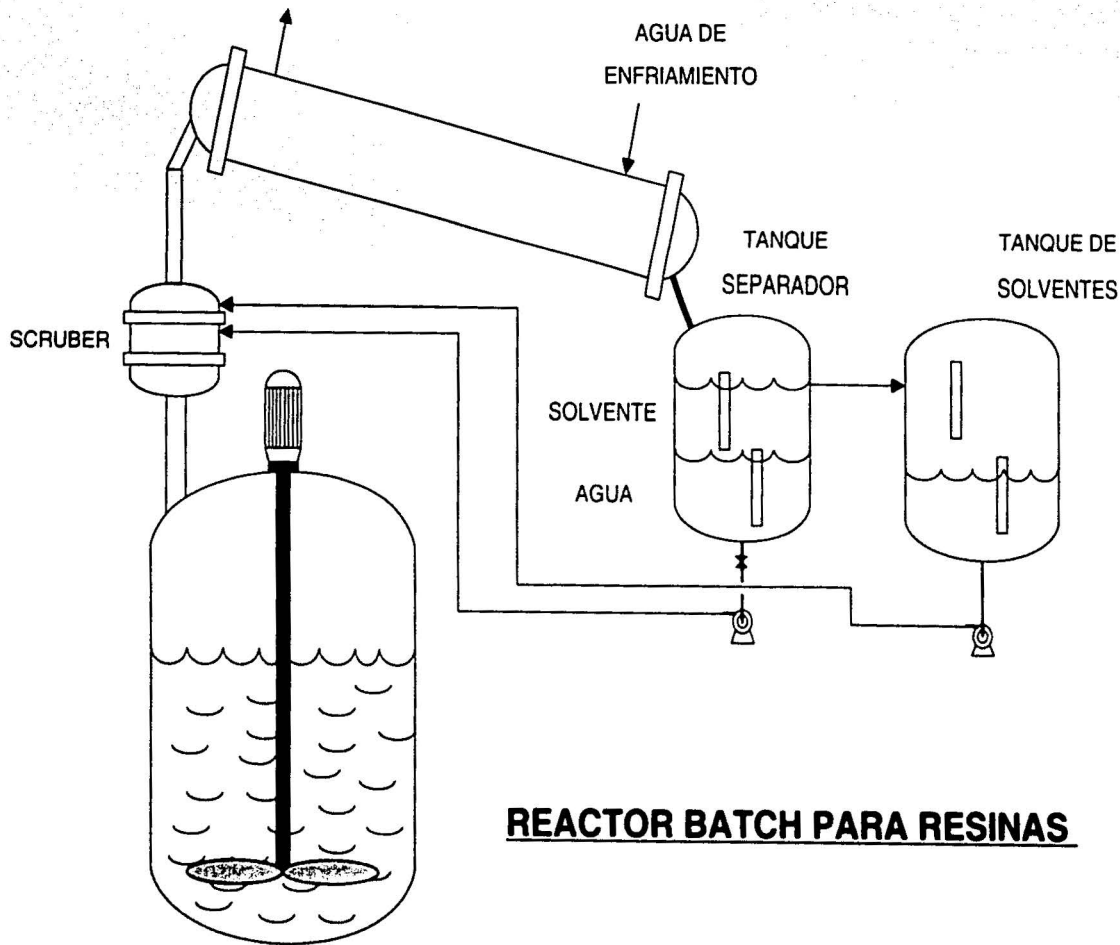 AGUA DE
ENFRIAMIENTO
TANQUE
SEPARADOR
TANQUE DE
SOLVENTES
SCRUBER
SOLVENTE
AGUA
REACTOR BATCH PARA RESINAS